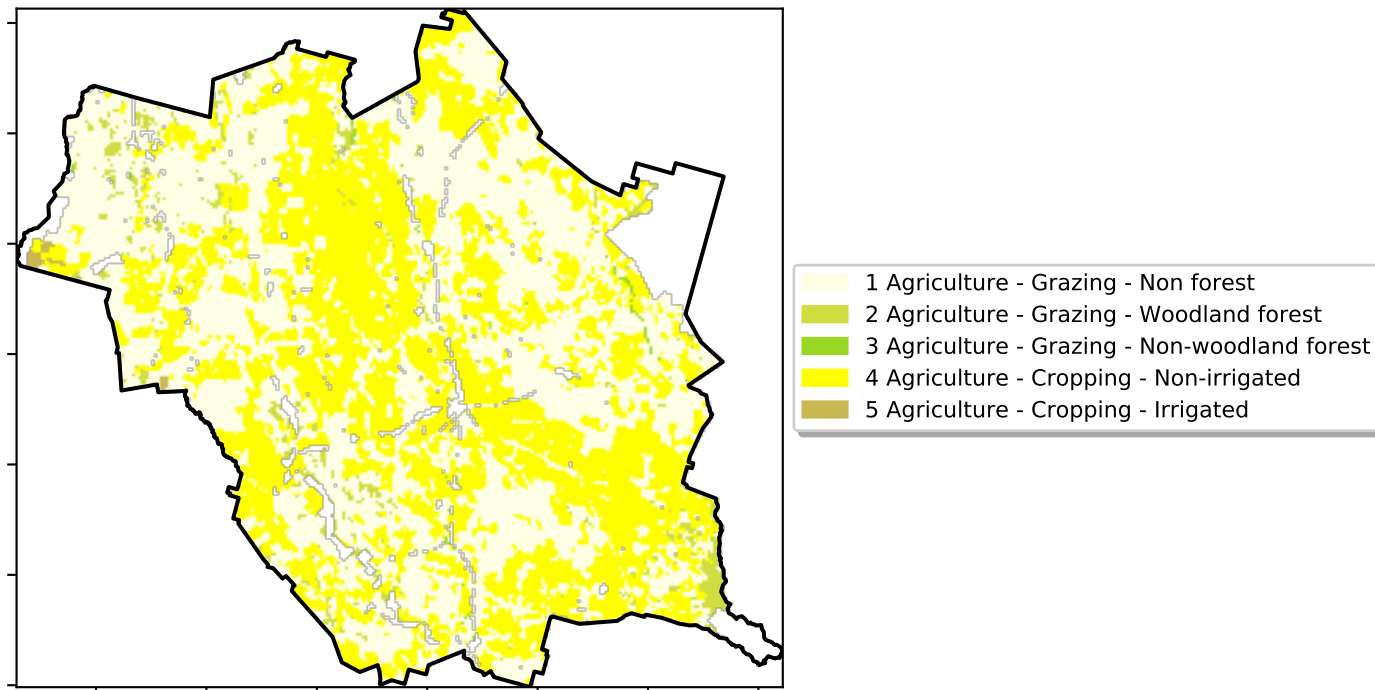 1 Agriculture - Grazing - Non forest
2 Agriculture - Grazing - Woodland forest
3 Agriculture - Grazing - Non-woodland forest
4 Agriculture - Cropping - Non-irrigated
5 Agriculture - Cropping - Irrigated